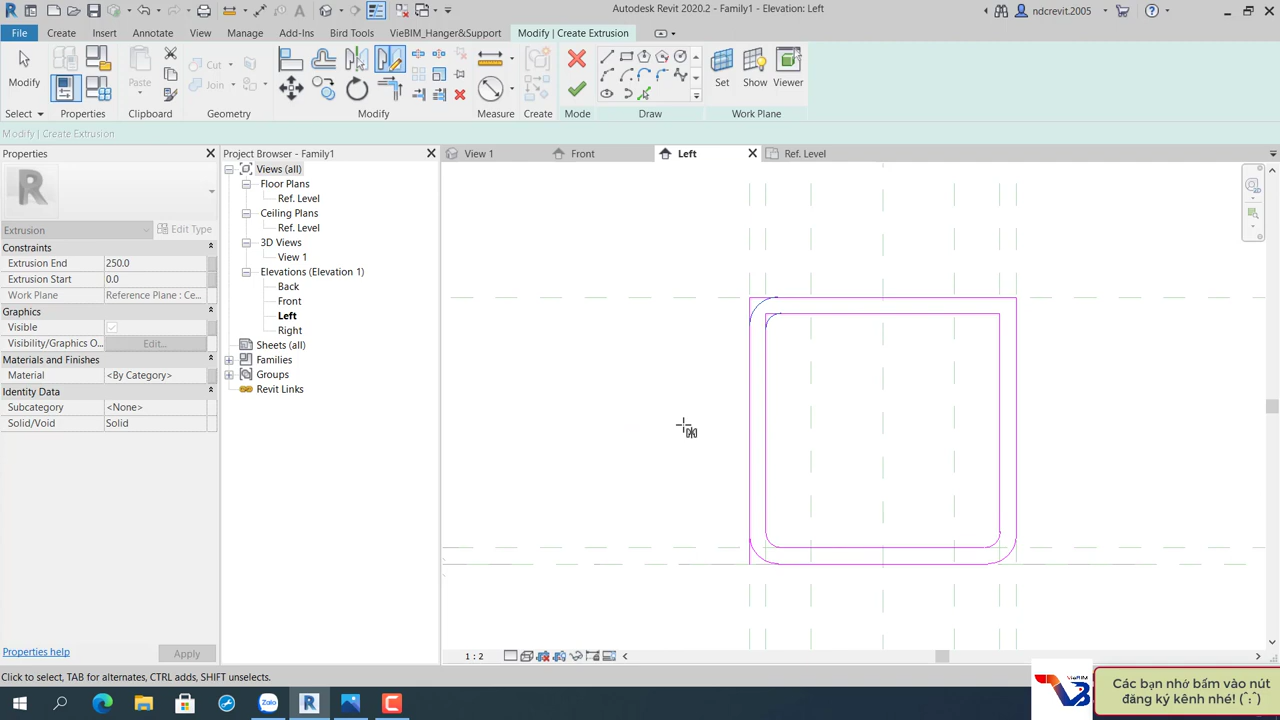 Autodesk Revit 2020.2 - Family1 - Elevation: Left
ndcrevit.2005
File Create Insert Annotate View Manage Add-Ins Bird Tools VieBIM_Hanger&Support Modify | Create Extrusion
Modify
Paste
Cut
Join
Set Show Viewer
Select Properties Clipboard Geometry Modify Measure Create Mode Draw Work Plane
Modify | Create Extrusion
Properties
Project Browser - Family1
View 1 Front Left Ref. Level
Extrusion Edit Type
Constraints
Extrusion End 250.0
Extrusion Start 0.0
Work Plane Reference Plane : Ce...
Graphics
Visible
Visibility/Graphics O... Edit...
Materials and Finishes
Material <By Category>
Identity Data
Subcategory <None>
Solid/Void Solid
Properties help Apply
Views (all)
Floor Plans
Ref. Level
Ceiling Plans
Ref. Level
3D Views
View 1
Elevations (Elevation 1)
Back
Front
Left
Right
Sheets (all)
Families
Groups
Revit Links
1 : 2
Click to select, TAB for alternates, CTRL adds, SHIFT unselects.
Zalo
VieBIM
Các bạn nhớ bấm vào nút
đăng ký kênh nhé! (ˆ:ˆ)